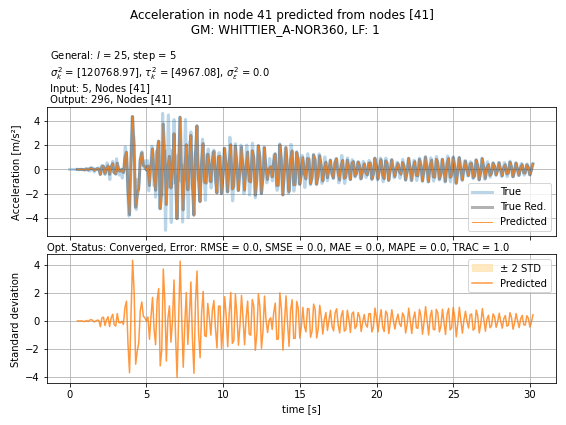 Acceleration in node 41 predicted from nodes [41]
GM: WHITTIER_A-NOR360, LF: 1
General: l = 25, step = 5
σ²ₖ = [120768.97], τ²ₖ = [4967.08], σ²ₑ = 0.0
Input: 5, Nodes [41]
Output: 296, Nodes [41]
Acceleration [m/s²]
4
2
0
−2
−4
True
True Red.
Predicted
Opt. Status: Converged, Error: RMSE = 0.0, SMSE = 0.0, MAE = 0.0, MAPE = 0.0, TRAC = 1.0
Standard deviation
4
2
0
−2
−4
± 2 STD
Predicted
0 5 10 15 20 25 30
time [s]